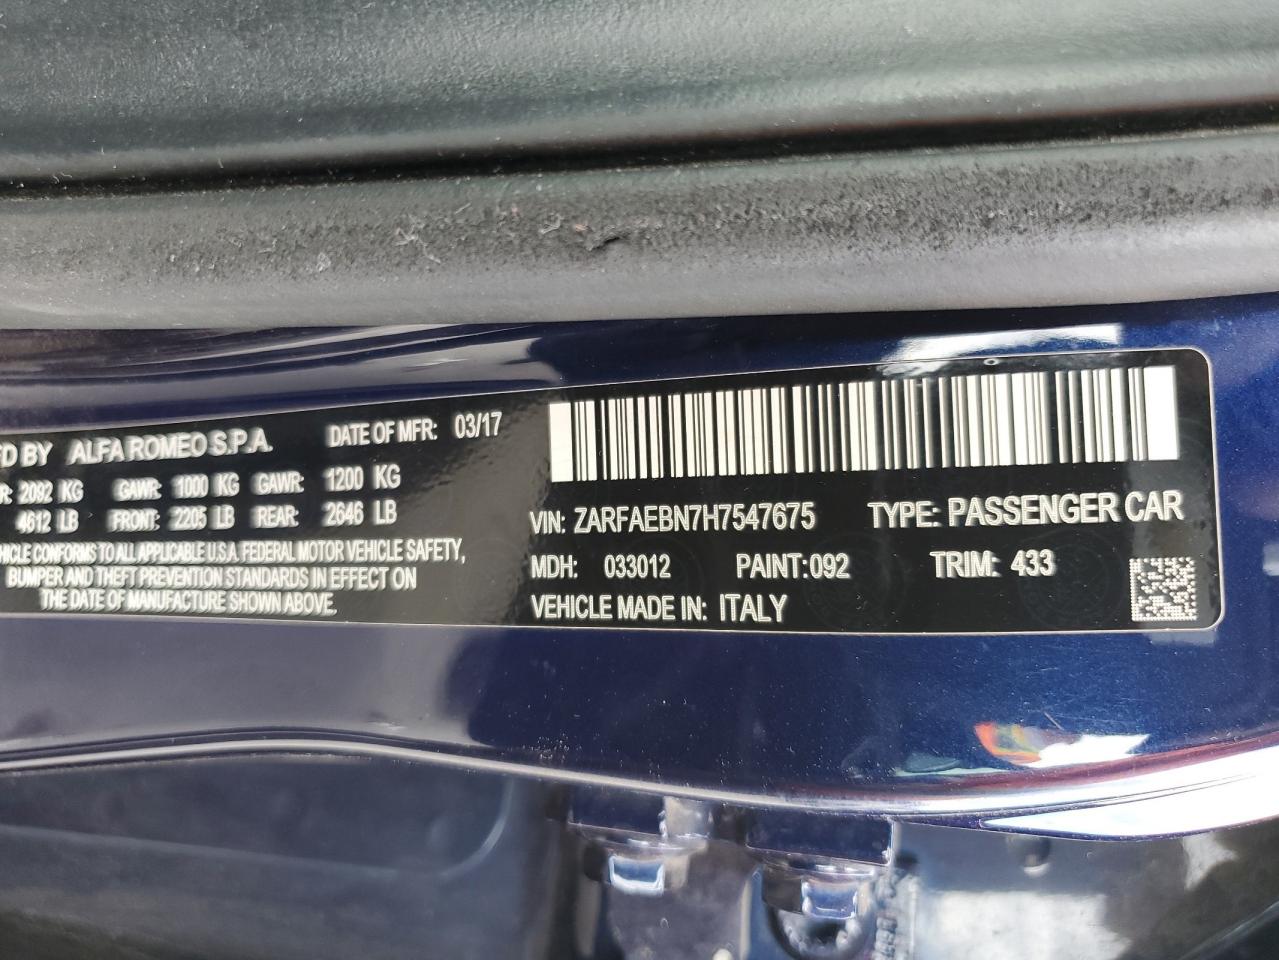 FD BY ALFA ROMEO S.P.A. DATE OF MFR: 03/17
R: 2092 KG GAWR: 1000 KG GAWR: 1200 KG
4612 LB FRONT: 2205 LB REAR: 2646 LB
HICLE CONFORMS TO ALL APPLICABLE U.S.A. FEDERAL MOTOR VEHICLE SAFETY,
BUMPER AND THEFT PREVENTION STANDARDS IN EFFECT ON
THE DATE OF MANUFACTURE SHOWN ABOVE.
VIN: ZARFAEBN7H7547675 TYPE: PASSENGER CAR
MDH: 033012 PAINT:092 TRIM: 433
VEHICLE MADE IN: ITALY